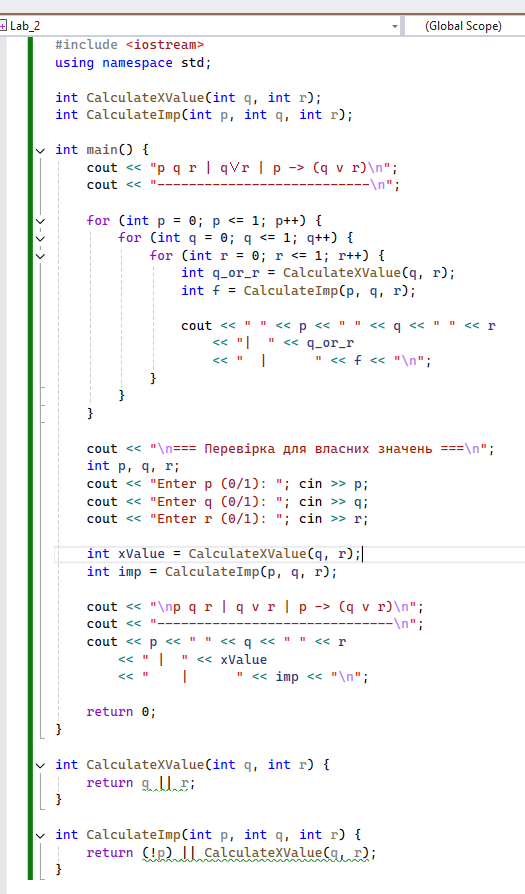 Lab_2 (Global Scope)
#include <iostream>
using namespace std;
int CalculateXValue(int q, int r);
int CalculateImp(int p, int q, int r);
int main() {
cout << "p q r | q∨r | p -> (q v r)\n";
cout << "---------------------------\n";
for (int p = 0; p <= 1; p++) {
for (int q = 0; q <= 1; q++) {
for (int r = 0; r <= 1; r++) {
int q_or_r = CalculateXValue(q, r);
int f = CalculateImp(p, q, r);
cout << " " << p << " " << q << " " << r
<< "|  " << q_or_r
<< "  |      " << f << "\n";
}
}
}
cout << "\n=== Перевірка для власних значень ===\n";
int p, q, r;
cout << "Enter p (0/1): "; cin >> p;
cout << "Enter q (0/1): "; cin >> q;
cout << "Enter r (0/1): "; cin >> r;
int xValue = CalculateXValue(q, r);
int imp = CalculateImp(p, q, r);
cout << "\np q r | q v r | p -> (q v r)\n";
cout << "------------------------------\n";
cout << p << " " << q << " " << r
<< " |  " << xValue
<< "    |      " << imp << "\n";
return 0;
}
int CalculateXValue(int q, int r) {
return q || r;
}
int CalculateImp(int p, int q, int r) {
return (!p) || CalculateXValue(q, r);
}